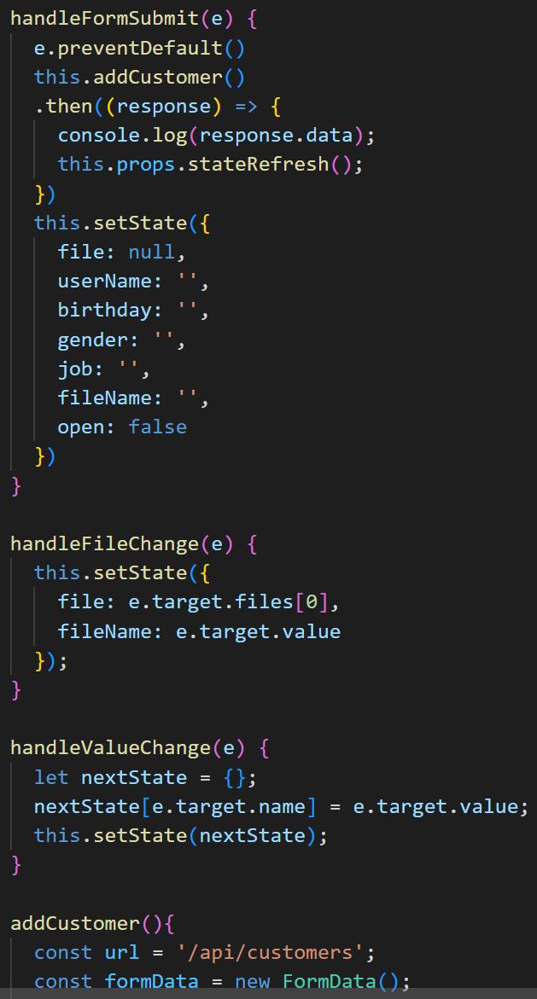 handleFormSubmit(e) {
  e.preventDefault()
  this.addCustomer()
  .then((response) => {
    console.log(response.data);
    this.props.stateRefresh();
  })
  this.setState({
    file: null,
    userName: '',
    birthday: '',
    gender: '',
    job: '',
    fileName: '',
    open: false
  })
}

handleFileChange(e) {
  this.setState({
    file: e.target.files[0],
    fileName: e.target.value
  });
}

handleValueChange(e) {
  let nextState = {};
  nextState[e.target.name] = e.target.value;
  this.setState(nextState);
}

addCustomer(){
  const url = '/api/customers';
  const formData = new FormData();